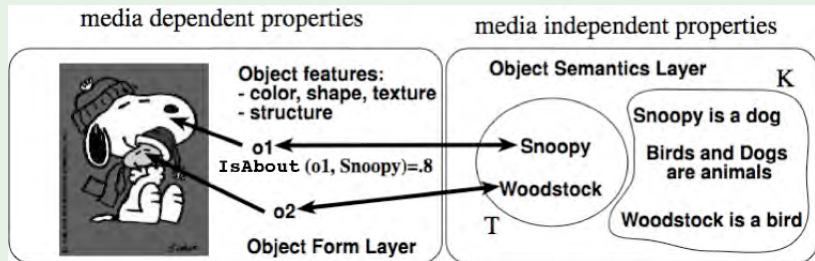 media dependent properties
media independent properties
Object features:
- color, shape, texture
- structure
o1
IsAbout (o1, Snoopy)=.8
o2
Object Form Layer
Object Semantics Layer
K
Snoopy
Woodstock
T
Snoopy is a dog
Birds and Dogs
are animals
Woodstock is a bird